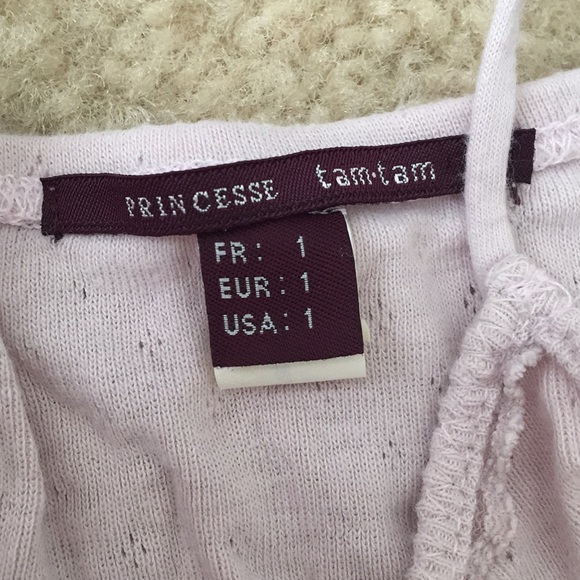 PRINCESSE tam·tam
FR: 1
EUR: 1
USA: 1